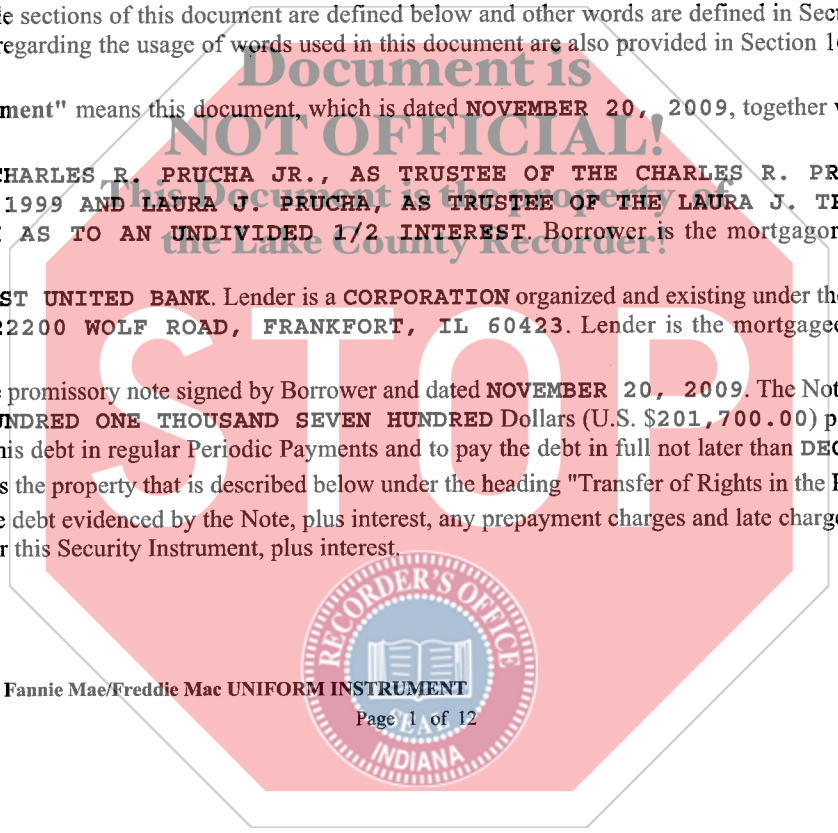 e sections of this document are defined below and other words are defined in Sec
regarding the usage of words used in this document are also provided in Section 1
Document is
ment" means this document, which is dated NOVEMBER 20, 2009, together
NOT OFFICIAL!
CHARLES R. PRUCHA JR., AS TRUSTEE OF THE CHARLES R. PR
This Document is the property of
1999 AND LAURA J. PRUCHA, AS TRUSTEE OF THE LAURA J. TE
AS TO AN UNDIVIDED 1/2 INTEREST. Borrower is the mortgagor
the Lake County Recorder!
ST UNITED BANK. Lender is a CORPORATION organized and existing under the
22200 WOLF ROAD, FRANKFORT, IL 60423. Lender is the mortgagee
STOP
e promissory note signed by Borrower and dated NOVEMBER 20, 2009. The Not
UNDRED ONE THOUSAND SEVEN HUNDRED Dollars (U.S. $201,700.00) p
his debt in regular Periodic Payments and to pay the debt in full not later than DEC
s the property that is described below under the heading "Transfer of Rights in the
e debt evidenced by the Note, plus interest, any prepayment charges and late charge
r this Security Instrument, plus interest.
RECORDER'S OFFICE
Fannie Mae/Freddie Mac UNIFORM INSTRUMENT
Page 1 of 12
SEAL
INDIANA